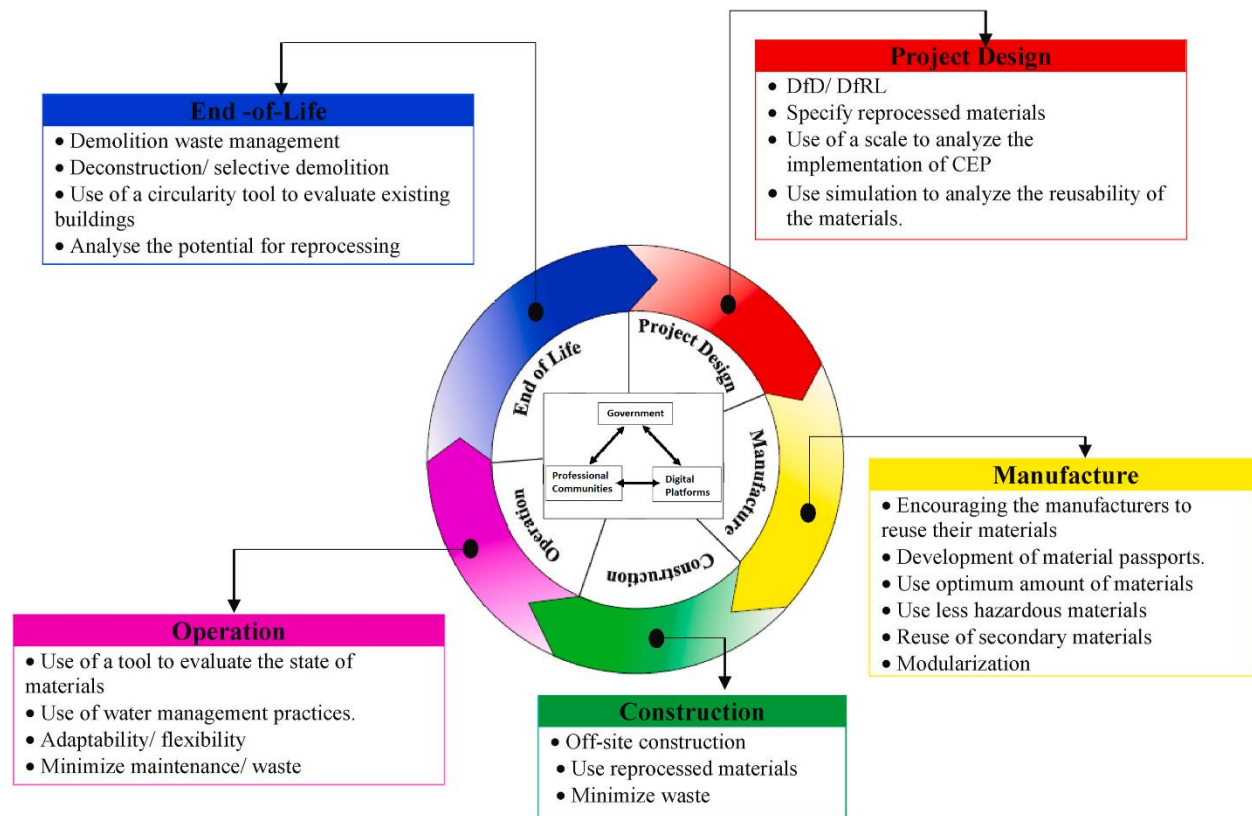 Project Design
• DfD/ DfRL
• Specify reprocessed materials
• Use of a scale to analyze the
implementation of CEP
• Use simulation to analyze the reusability of
the materials.
End -of-Life
• Demolition waste management
• Deconstruction/ selective demolition
• Use of a circularity tool to evaluate existing
buildings
• Analyse the potential for reprocessing
End of Life
Project Design
Manufacture
Construction
Operation
Government
Professional
Communities
Digital
Platforms
Manufacture
• Encouraging the manufacturers to
reuse their materials
• Development of material passports.
• Use optimum amount of materials
• Use less hazardous materials
• Reuse of secondary materials
• Modularization
Operation
• Use of a tool to evaluate the state of
materials
• Use of water management practices.
• Adaptability/ flexibility
• Minimize maintenance/ waste
Construction
• Off-site construction
• Use reprocessed materials
• Minimize waste